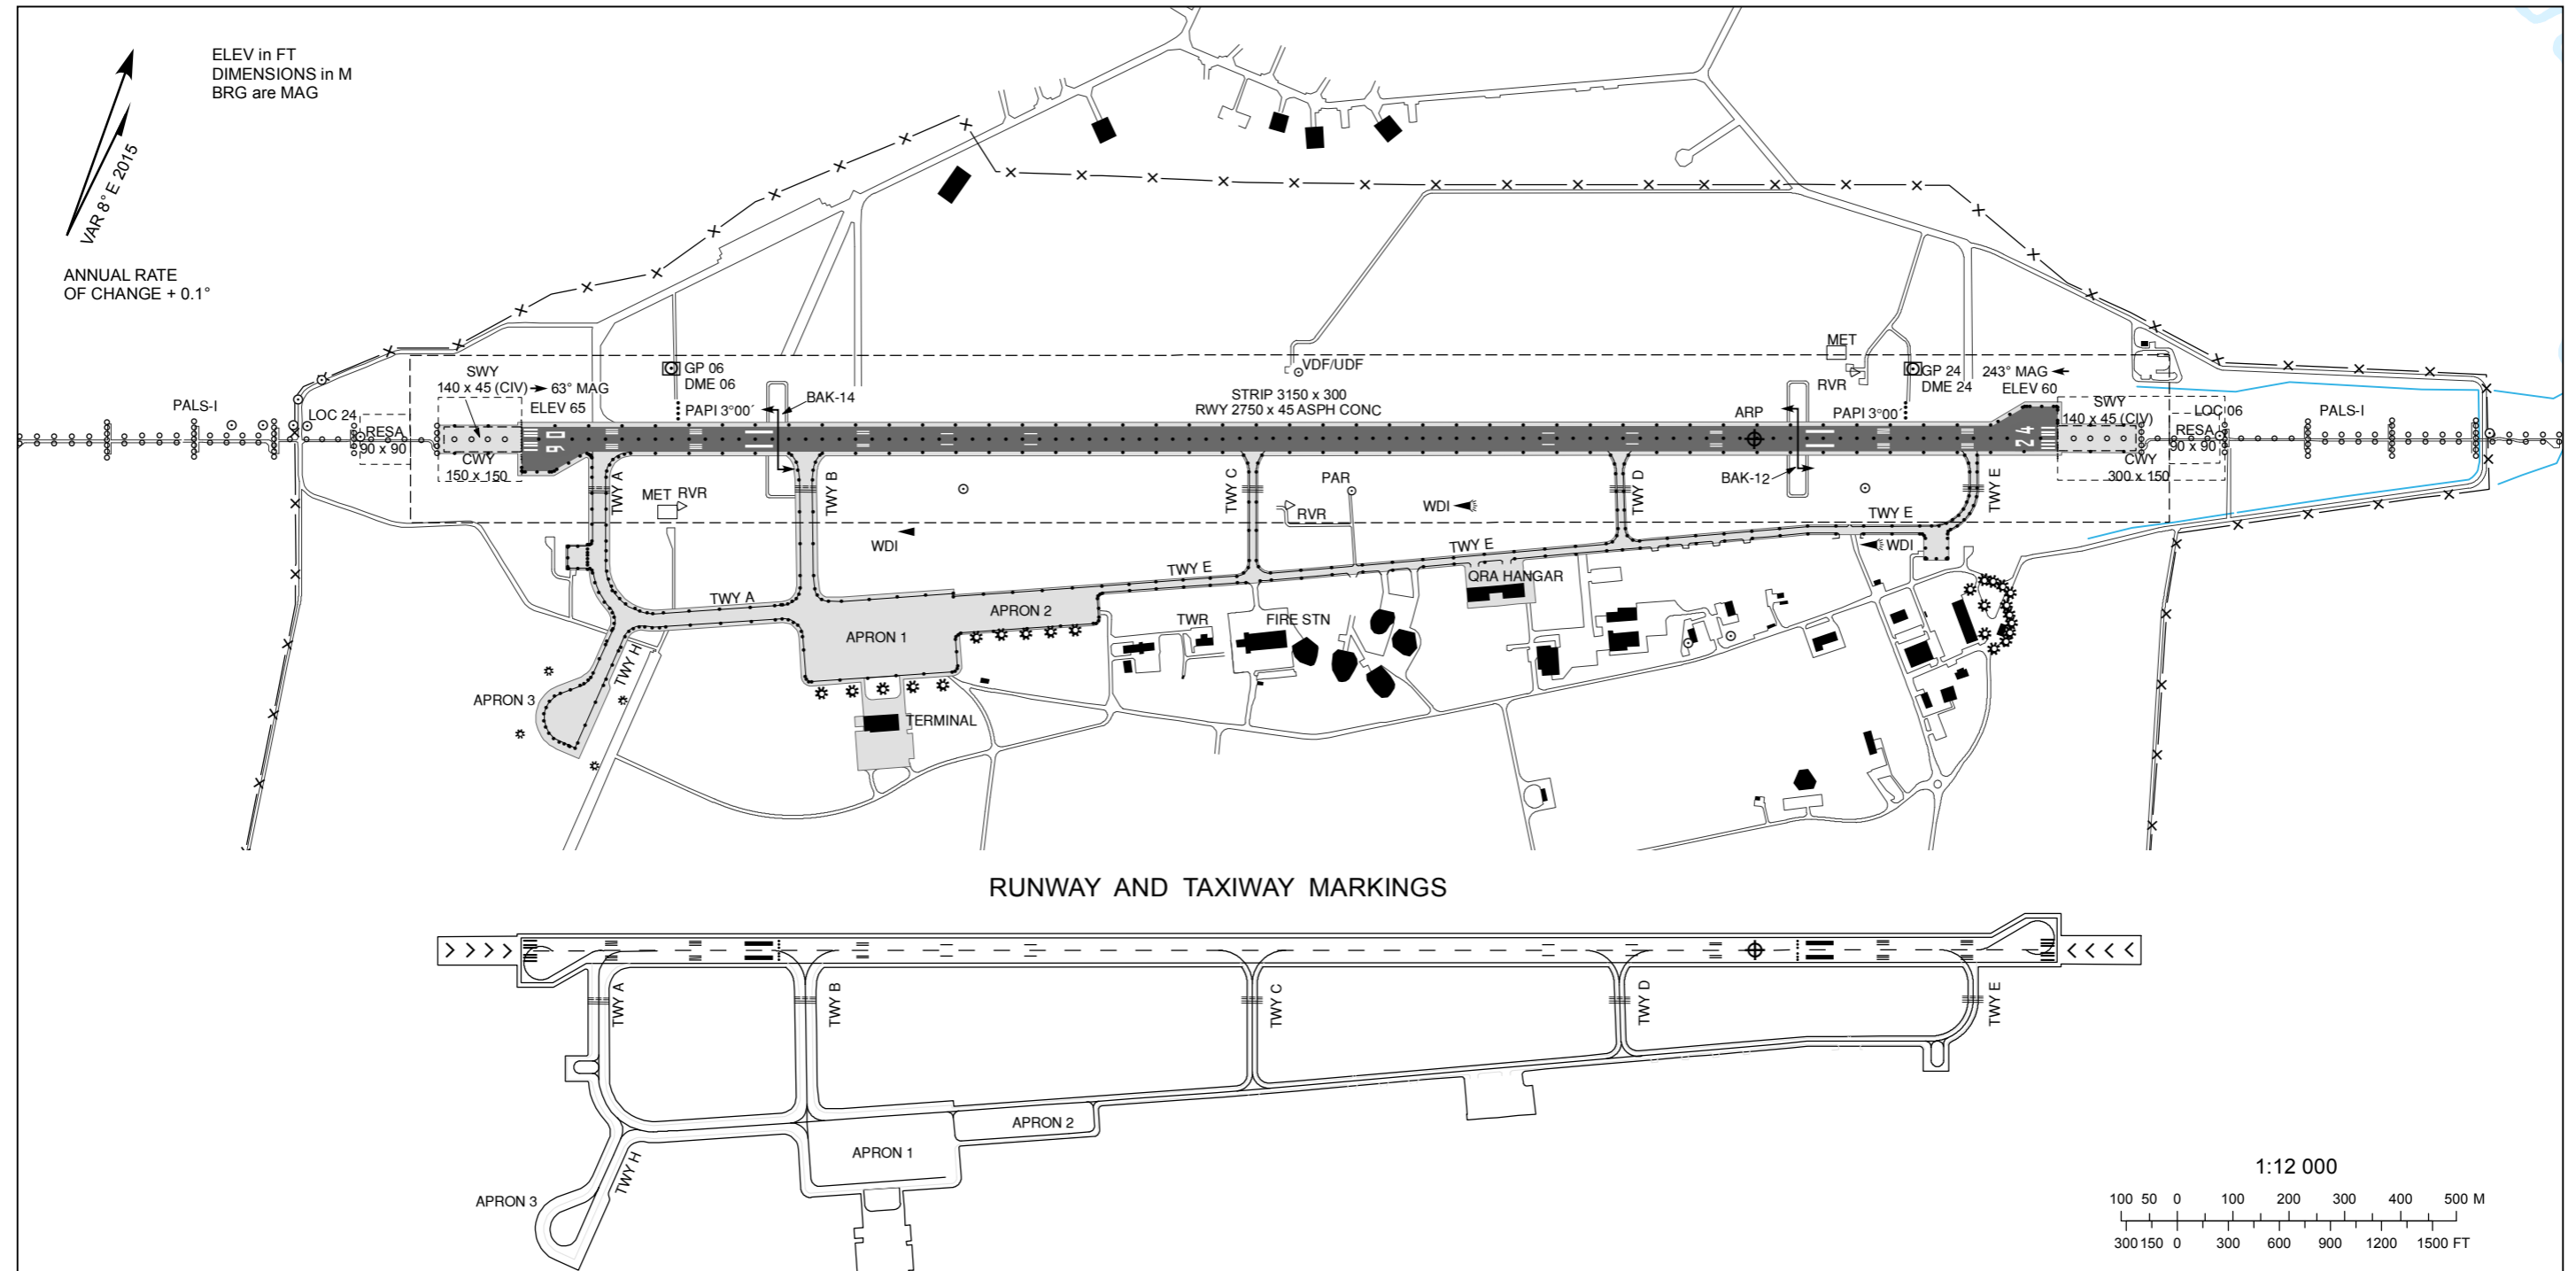 ELEV in FT
DIMENSIONS in M
BRG are MAG
VAR 8° E 2015
ANNUAL RATE
OF CHANGE + 0.1°
PALS-I
LOC 24
RESA
90 x 90
SWY
140 x 45 (CIV)
63° MAG
ELEV 65
CWY
150 x 150
06
GP 06
DME 06
PAPI 3°00´
BAK-14
VDF/UDF
STRIP 3150 x 300
RWY 2750 x 45 ASPH CONC
MET
RVR
GP 24
DME 24
243° MAG
ELEV 60
ARP
PAPI 3°00´
BAK-12
24
SWY
140 x 45 (CIV)
CWY
300 x 150
LOC 06
RESA
90 x 90
PALS-I
TWY A
MET
RVR
TWY B
WDI
TWY C
RVR
PAR
WDI
TWY D
TWY E
TWY E
WDI
TWY E
TWY E
QRA HANGAR
TWY A
APRON 1
APRON 2
TWR
FIRE STN
TWY H
APRON 3
TERMINAL
RUNWAY AND TAXIWAY MARKINGS
TWY A
TWY B
TWY C
TWY D
TWY E
APRON 2
APRON 1
TWY H
APRON 3
1:12 000
100 50 0 100 200 300 400 500 M
300 150 0 300 600 900 1200 1500 FT